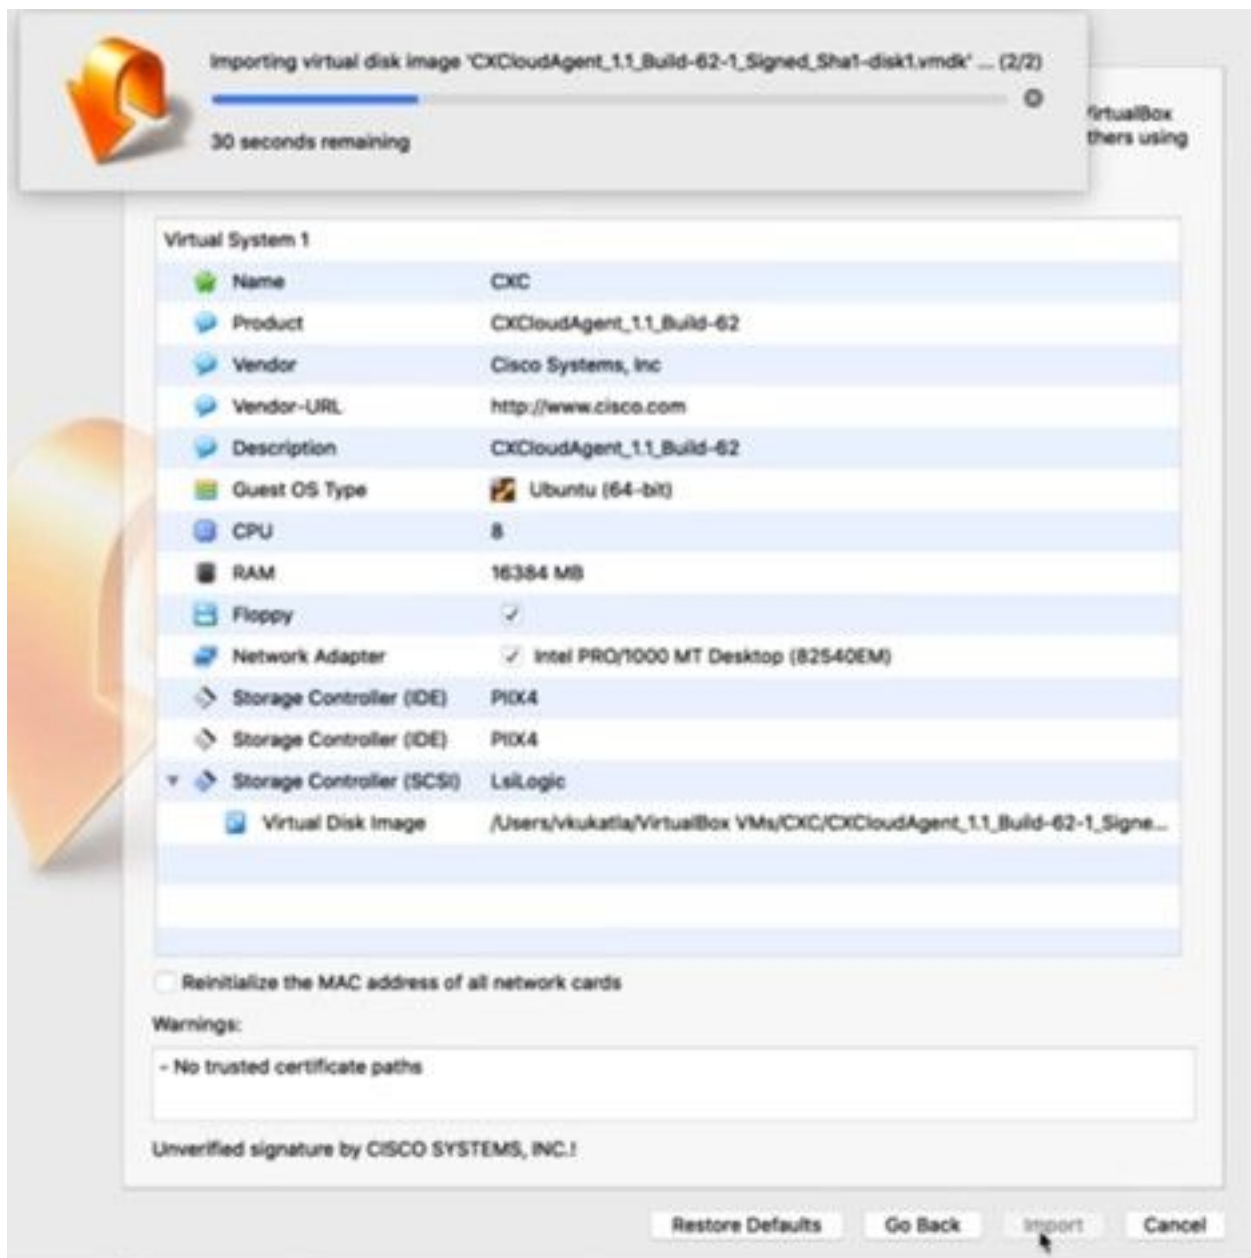 Importing virtual disk image 'CXCloudAgent_1.1_Build-62-1_Signed_Sha1-disk1.vmdk' ... (2/2)
30 seconds remaining
VirtualBox
thers using
Virtual System 1
Name CXC
Product CXCloudAgent_1.1_Build-62
Vendor Cisco Systems, Inc
Vendor-URL http://www.cisco.com
Description CXCloudAgent_1.1_Build-62
Guest OS Type Ubuntu (64-bit)
CPU 8
RAM 16384 MB
Floppy
Network Adapter Intel PRO/1000 MT Desktop (82540EM)
Storage Controller (IDE) PIIX4
Storage Controller (IDE) PIIX4
Storage Controller (SCSI) LsiLogic
Virtual Disk Image /Users/vkukatla/VirtualBox VMs/CXC/CXCloudAgent_1.1_Build-62-1_Signe...
Reinitialize the MAC address of all network cards
Warnings:
- No trusted certificate paths
Unverified signature by CISCO SYSTEMS, INC.!
Restore Defaults Go Back Import Cancel